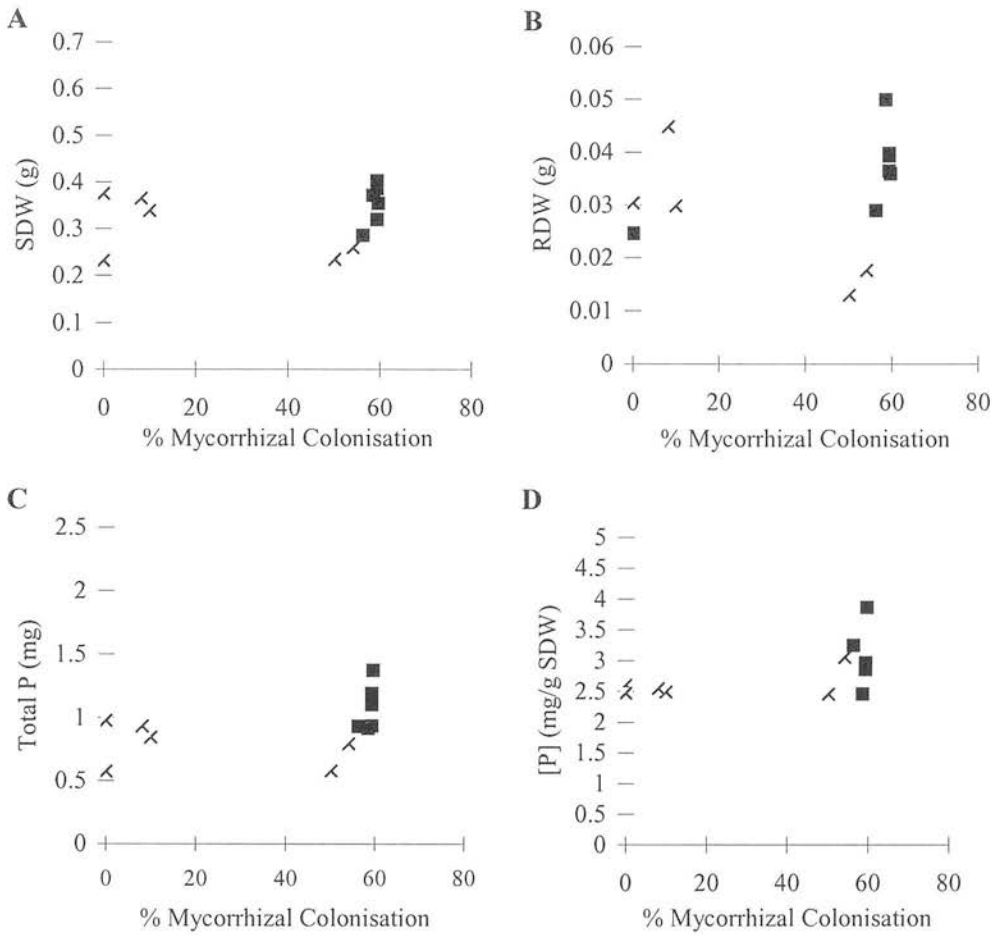 A
SDW (g)
0.7
0.6
0.5
0.4
0.3
0.2
0.1
0
0 20 40 60 80
% Mycorrhizal Colonisation
B
RDW (g)
0.06
0.05
0.04
0.03
0.02
0.01
0
0 20 40 60 80
% Mycorrhizal Colonisation
C
Total P (mg)
2.5
2
1.5
1
0.5
0
0 20 40 60 80
% Mycorrhizal Colonisation
D
[P] (mg/g SDW)
5
4.5
4
3.5
3
2.5
2
1.5
1
0.5
0
0 20 40 60 80
% Mycorrhizal Colonisation